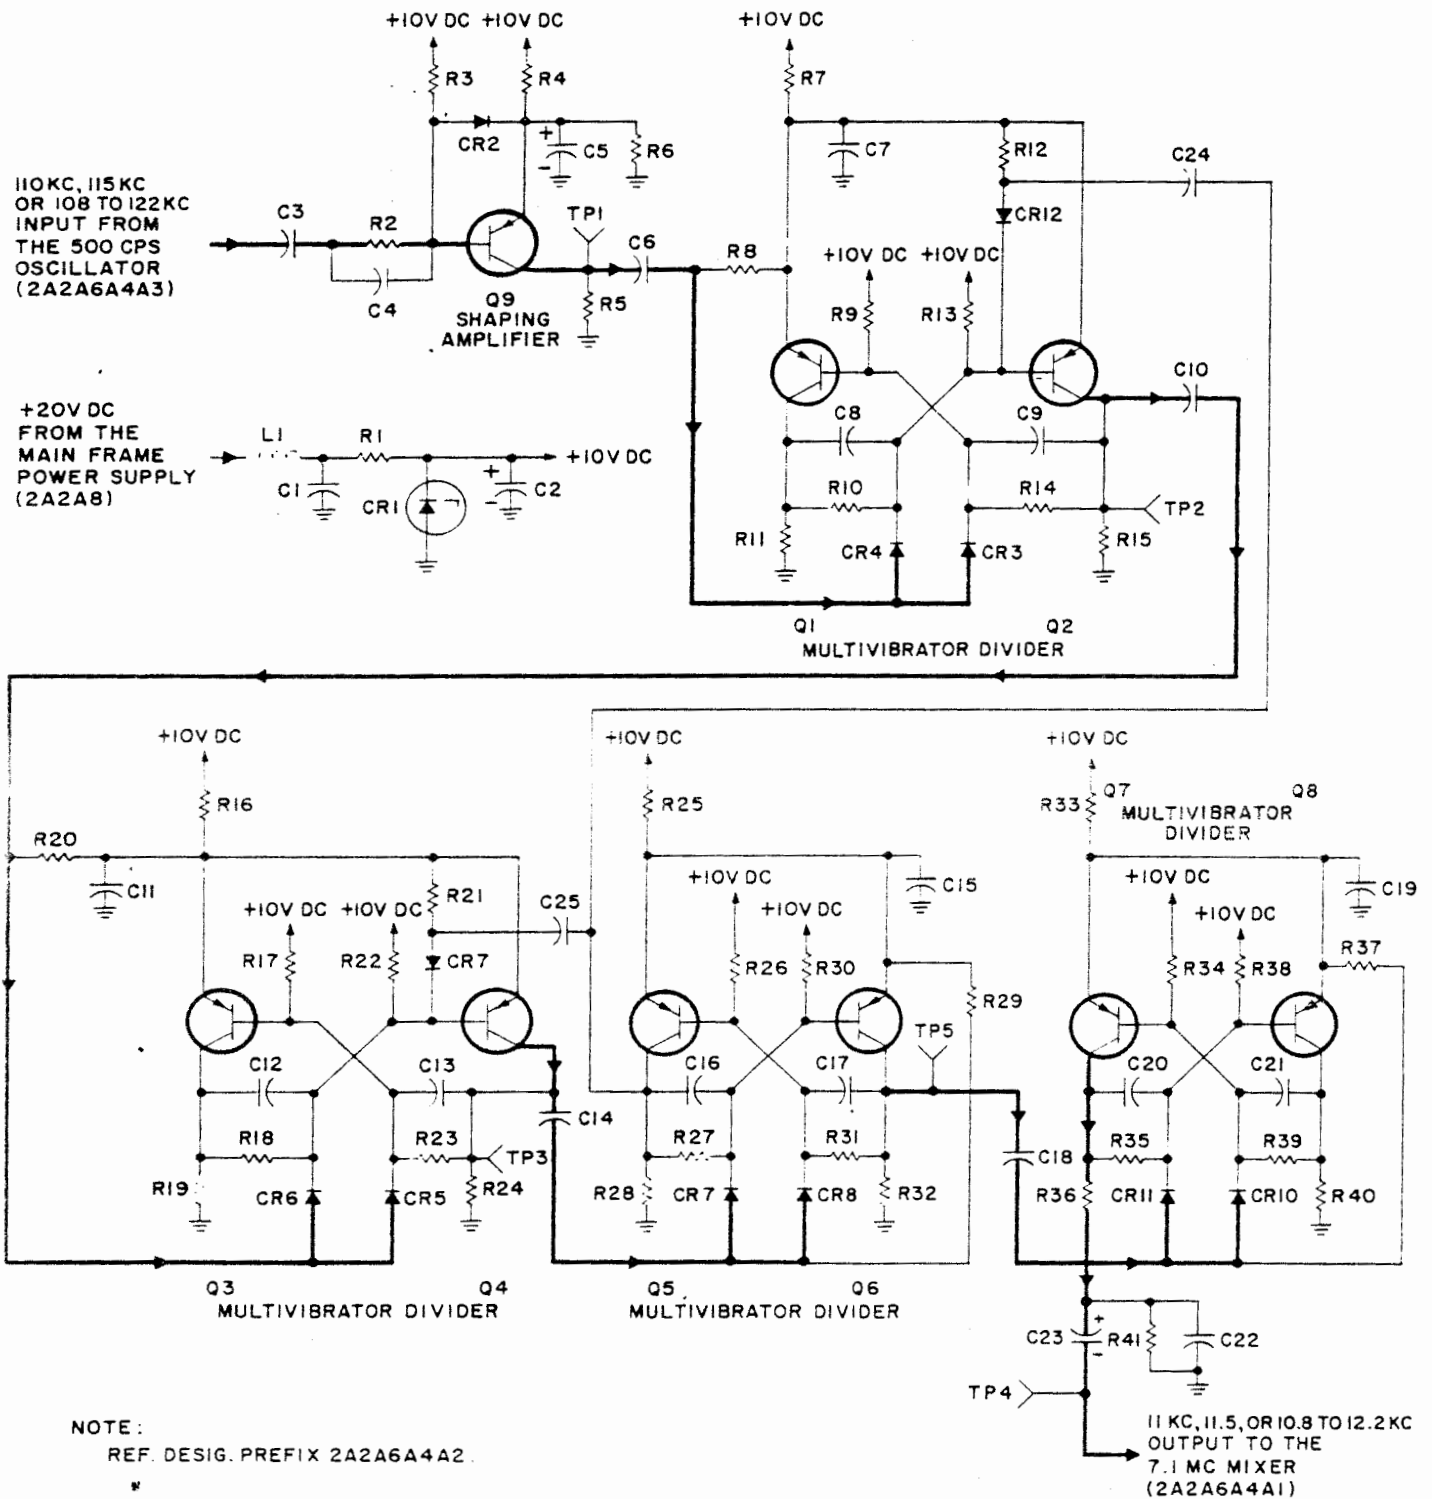 +10V DC +10V DC
+10V DC
R3
R4
R7
CR2
+
-
C5
R6
C7
R12
C24
110KC, 115KC
OR 108 TO 122KC
INPUT FROM
THE 500 CPS
OSCILLATOR
(2A2A6A4A3)
C3
R2
C4
TP1
C6
R8
CR12
+10V DC +10V DC
Q9
SHAPING
AMPLIFIER
R5
R9
R13
C10
+20V DC
FROM THE
MAIN FRAME
POWER SUPPLY
(2A2A8)
L1
R1
+10V DC
C1
CR1
+
-
C2
C8
C9
R10
R14
TP2
R11
CR4
CR3
R15
Q1
Q2
MULTIVIBRATOR DIVIDER
+10V DC
+10V DC
+10V DC
R16
R25
R33
Q7
Q8
MULTIVIBRATOR
DIVIDER
R20
C11
R21
+10V DC +10V DC
C25
+10V DC
+10V DC
C15
+10V DC
+10V DC
C19
R17
R22
CR7
R26
R30
R29
R34
R38
R37
TP5
C12
C13
C14
C16
C17
C20
C21
R18
R23
TP3
R27
R31
C18
R35
R39
R19
CR6
CR5
R24
R28
CR7
CR8
R32
R36
CR11
CR10
R40
Q3
Q4
MULTIVIBRATOR DIVIDER
Q5
Q6
MULTIVIBRATOR DIVIDER
C23
+
-
R41
C22
TP4
NOTE:
REF. DESIG. PREFIX 2A2A6A4A2.
11 KC, 11.5, OR 10.8 TO 12.2 KC
OUTPUT TO THE
7.1 MC MIXER
(2A2A6A4A1)